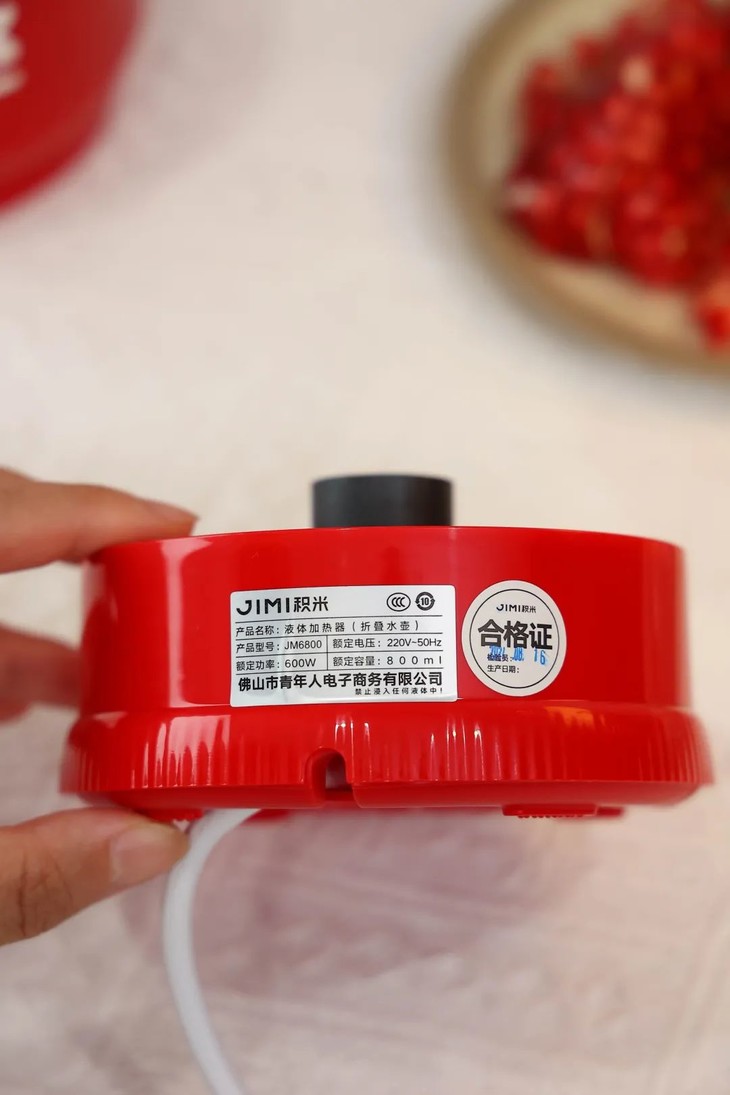 JIMI积米
10
产品名称：液体加热器（折叠水壶）
产品型号：JM6800 额定电压：220V~50Hz
额定功率：600W 额定容量：800ml
佛山市青年人电子商务有限公司
禁止浸入任何液体中！
JIMI积米
合格证
生产日期：